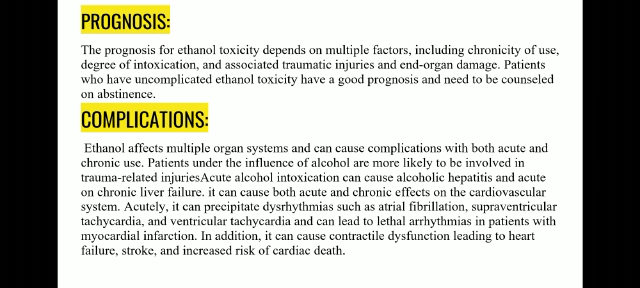 PROGNOSIS:
The prognosis for ethanol toxicity depends on multiple factors, including chronicity of use,
degree of intoxication, and associated traumatic injuries and end-organ damage. Patients
who have uncomplicated ethanol toxicity have a good prognosis and need to be counseled
on abstinence.
COMPLICATIONS:
Ethanol affects multiple organ systems and can cause complications with both acute and
chronic use. Patients under the influence of alcohol are more likely to be involved in
trauma-related injuriesAcute alcohol intoxication can cause alcoholic hepatitis and acute
on chronic liver failure. it can cause both acute and chronic effects on the cardiovascular
system. Acutely, it can precipitate dysrhythmias such as atrial fibrillation, supraventricular
tachycardia, and ventricular tachycardia and can lead to lethal arrhythmias in patients with
myocardial infarction. In addition, it can cause contractile dysfunction leading to heart
failure, stroke, and increased risk of cardiac death.